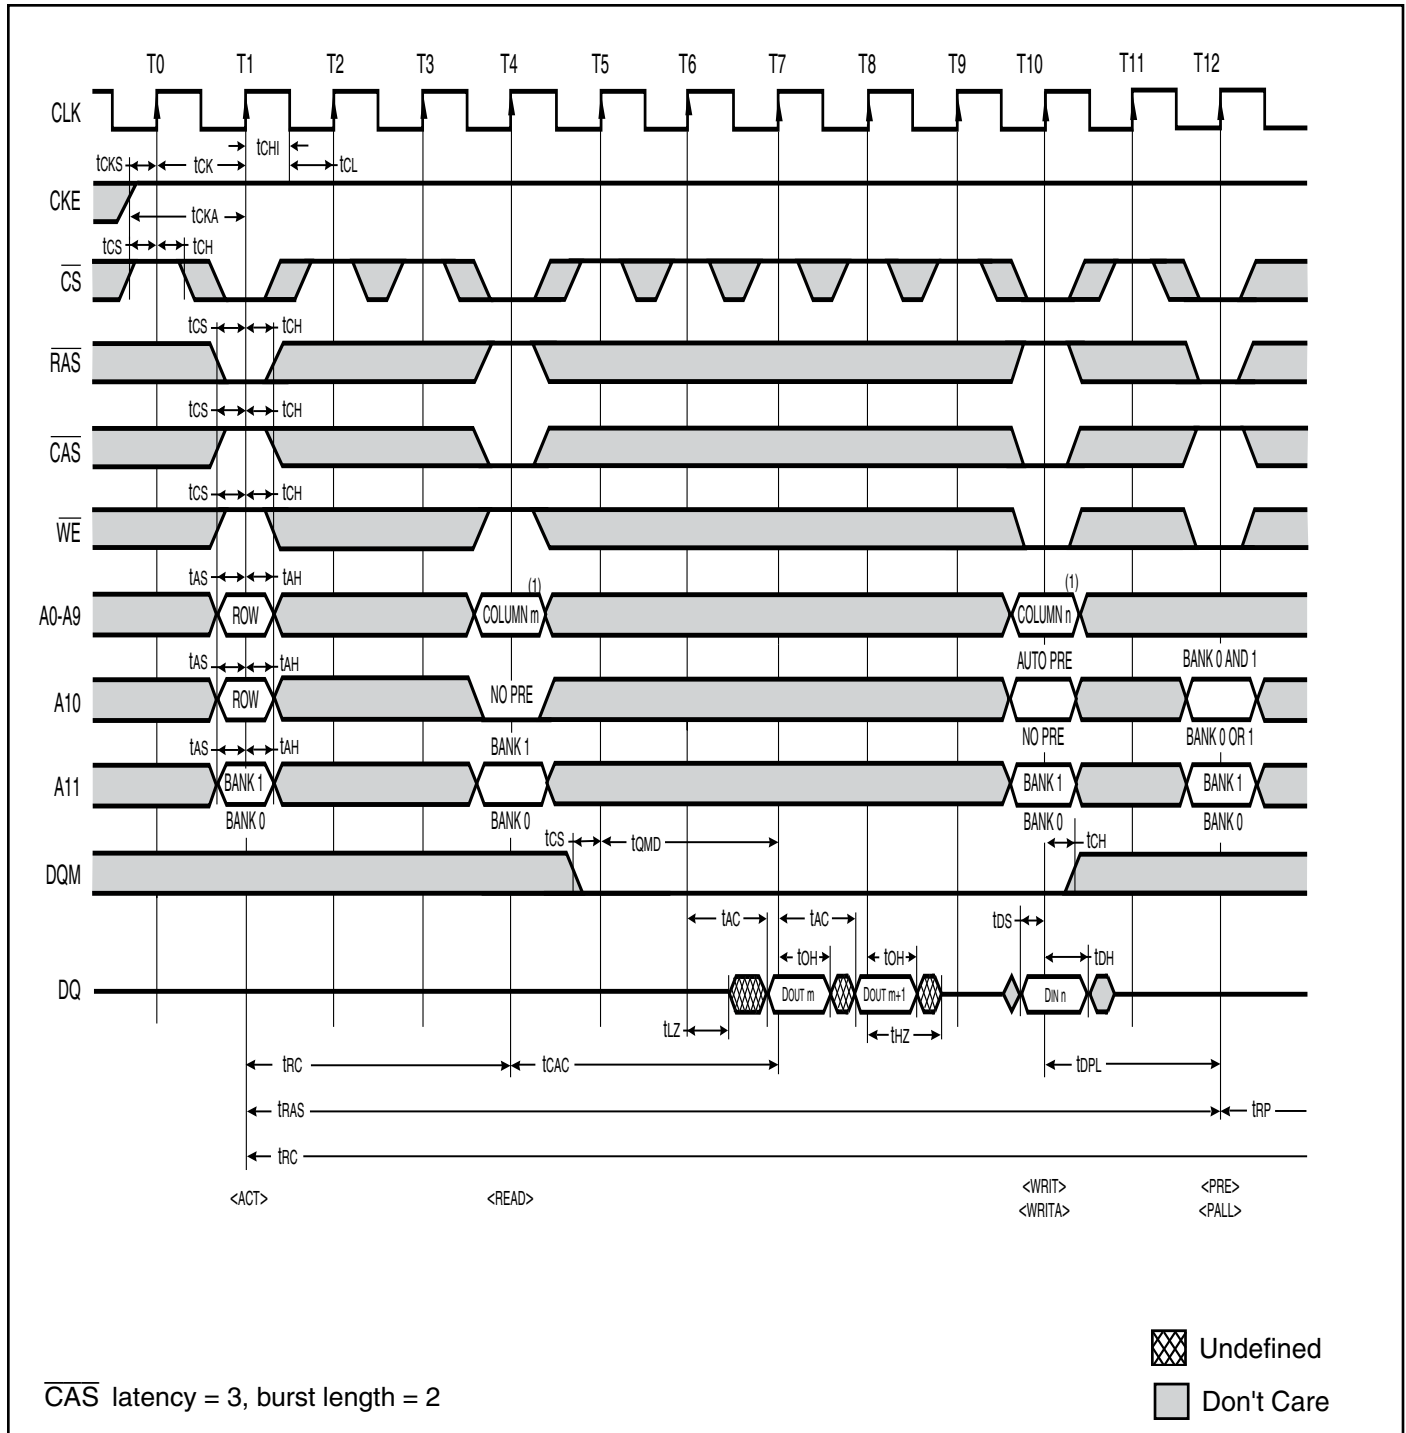 T0 T1 T2 T3 T4 T5 T6 T7 T8 T9 T10 T11 T12
CLK
tCHI
tCKS tCK tCL
CKE
tCKA
tCS tCH
CS
tCS tCH
RAS
tCS tCH
CAS
tCS tCH
WE
tAS tAH (1) (1)
A0-A9 ROW COLUMN m COLUMN n
tAS tAH AUTO PRE BANK 0 AND 1
A10 ROW NO PRE
tAS tAH BANK 1 NO PRE BANK 0 OR 1
A11 BANK 1 BANK 1 BANK 1
BANK 0 BANK 0 BANK 0 BANK 0
tCS tQMD tCH
DQM
tAC tAC tDS
tOH tOH tDH
DQ DOUT m DOUT m+1 DIN n
tLZ tHZ
tRC tCAC tDPL
tRAS tRP
tRC
<ACT> <READ> <WRIT> <PRE>
<WRITA> <PALL>
Undefined
CAS latency = 3, burst length = 2
Don't Care